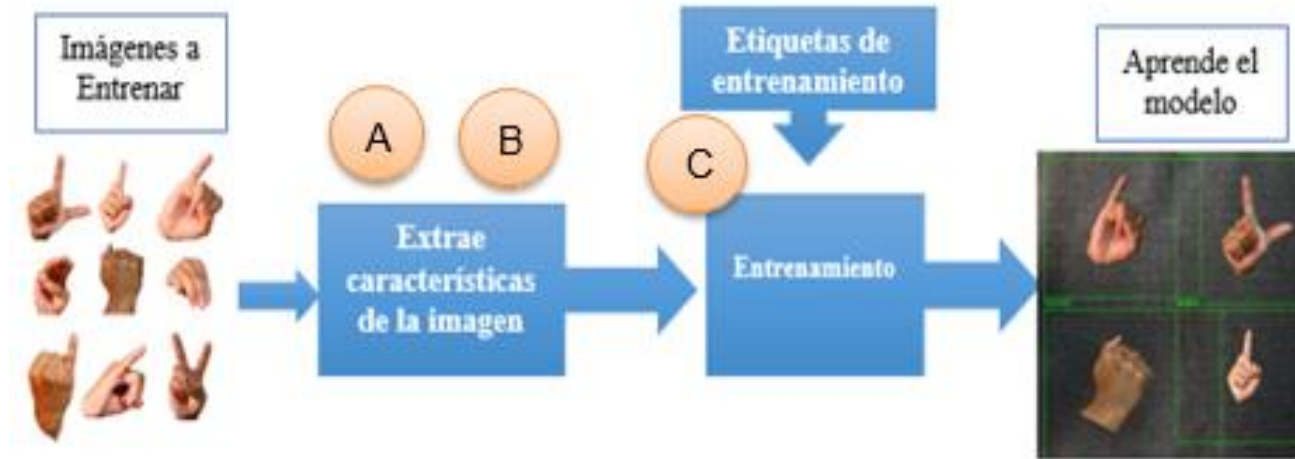 Imágenes a
Entrenar
Etiquetas de
entrenamiento
Aprende el
modelo
A
B
C
Extrae
características
de la imagen
Entrenamiento